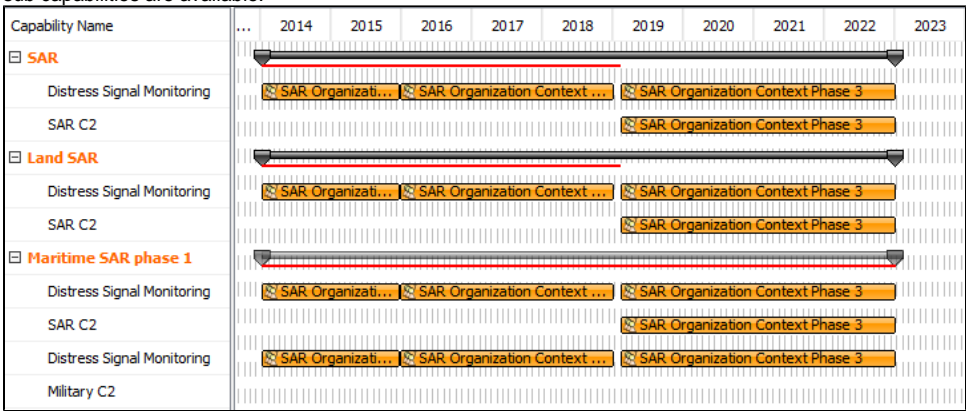 sub capabilities are available.
Capability Name ... 2014 2015 2016 2017 2018 2019 2020 2021 2022 2023
SAR
Distress Signal Monitoring SAR Organizati... SAR Organization Context ... SAR Organization Context Phase 3
SAR C2 SAR Organization Context Phase 3
Land SAR
Distress Signal Monitoring SAR Organizati... SAR Organization Context ... SAR Organization Context Phase 3
SAR C2 SAR Organization Context Phase 3
Maritime SAR phase 1
Distress Signal Monitoring SAR Organizati... SAR Organization Context ... SAR Organization Context Phase 3
SAR C2 SAR Organization Context Phase 3
Distress Signal Monitoring SAR Organizati... SAR Organization Context ... SAR Organization Context Phase 3
Military C2